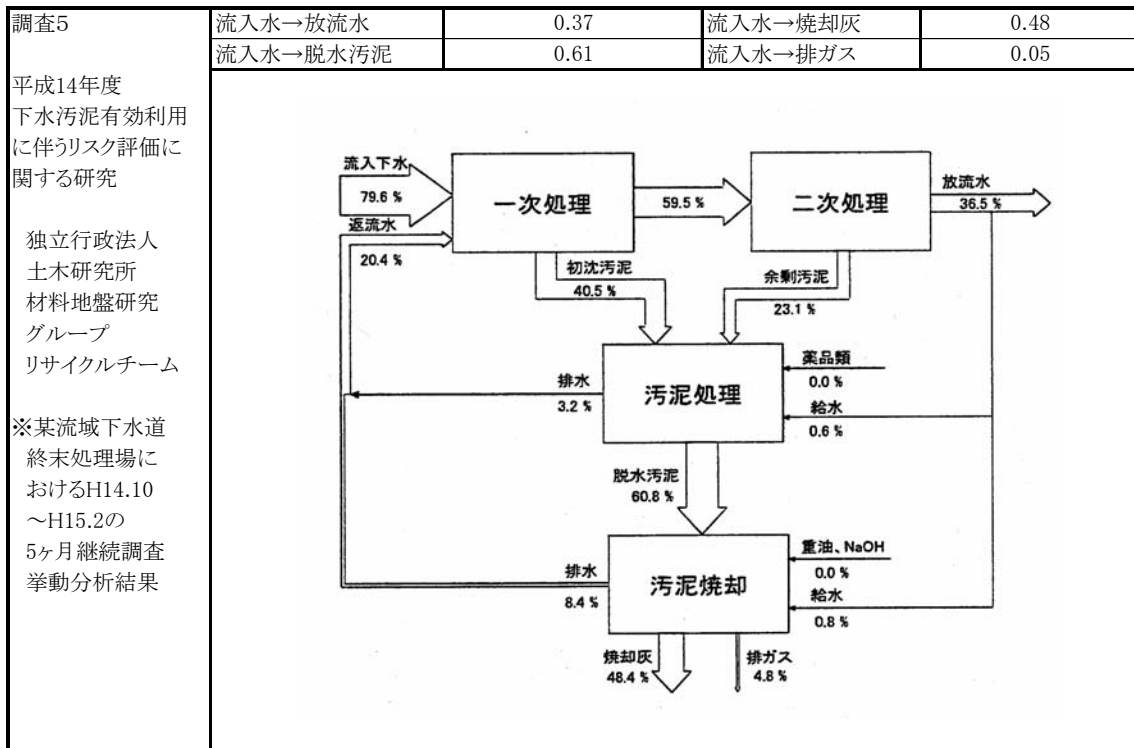 調査5
流入水→放流水 0.37 流入水→焼却灰 0.48
流入水→脱水汚泥 0.61 流入水→排ガス 0.05
平成14年度
下水汚泥有効利用
に伴うリスク評価に
関する研究
独立行政法人
土木研究所
材料地盤研究
グループ
リサイクルチーム
※某流域下水道
終末処理場に
おけるH14.10
～H15.2の
5ヶ月継続調査
挙動分析結果
流入下水
79.6 %
返流水
20.4 %
一次処理
59.5 %
二次処理
放流水
36.5 %
初沈汚泥
40.5 %
余剰汚泥
23.1 %
排水
3.2 %
汚泥処理
薬品類
0.0 %
給水
0.6 %
脱水汚泥
60.8 %
排水
8.4 %
汚泥焼却
重油、NaOH
0.0 %
給水
0.8 %
焼却灰
48.4 %
排ガス
4.8 %